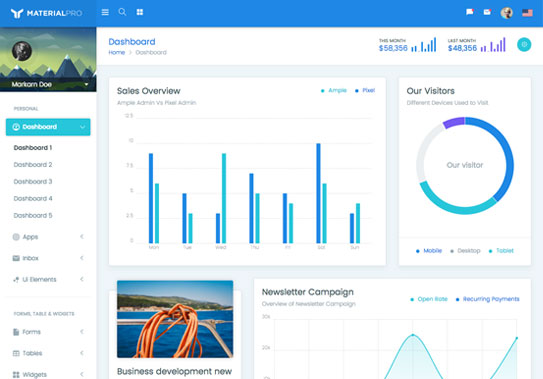 MATERIALPRO
Markarn Doe
PERSONAL
Dashboard
Dashboard 1
Dashboard 2
Dashboard 3
Dashboard 4
Dashboard 5
Apps
Inbox
UI Elements
FORMS, TABLE & WIDGETS
Forms
Tables
Widgets
Dashboard
Home > Dashboard
THIS MONTH
$58,356
LAST MONTH
$48,356
Sales Overview
Ample Admin Vs Pixel Admin
Ample
Pixel
12.5
10
7.5
5
2.5
0
Mon Tue Wed Thu Fri Sat Sun
Our Visitors
Different Devices Used to Visit
Our visitor
Mobile Desktop Tablet
Business development new
Newsletter Campaign
Overview of Newsletter Campaign
Open Rate Recurring Payments
30k
20k
10k